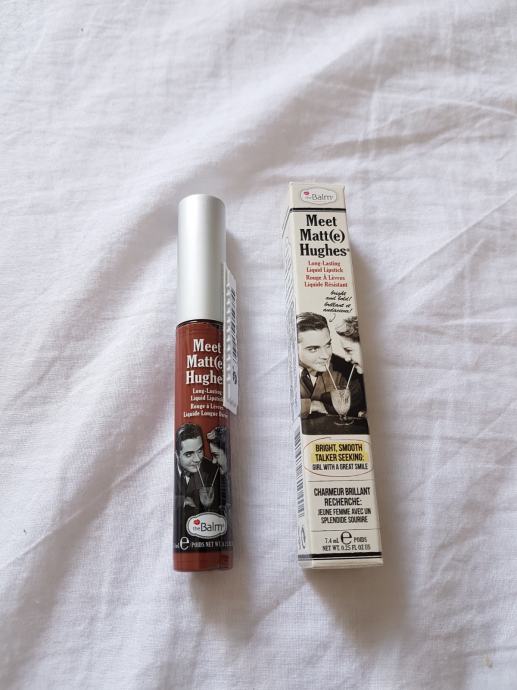 Meet
Matt(e)
Hughes
Long-Lasting
Liquid Lipstick
Rouge à Lèvres
Liquide Longue
theBalm®
e POIDS
NET WT.
theBalm®
Meet
Matt(e)
Hughes®
Long-Lasting
Liquid Lipstick
Rouge À Lèvres
Liquide Résistant
bright
and bold!
brillant et
audacieux!
BRIGHT, SMOOTH
TALKER SEEKING:
GIRL WITH A GREAT SMILE
CHARMEUR BRILLANT
RECHERCHE:
JEUNE FEMME AVEC UN
SPLENDIDE SOURIRE
7.4 mL e POIDS
NET WT. 0.25 FL OZ US